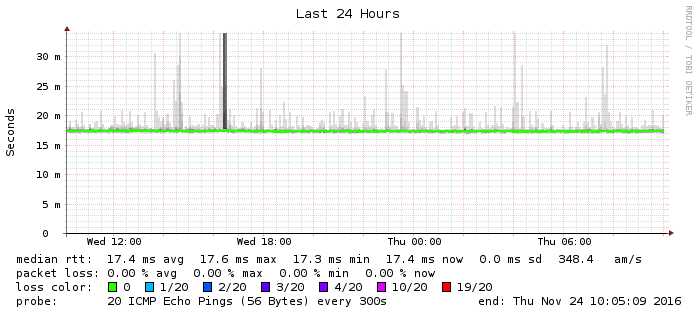 Last 24 Hours
RRDTOOL / TOBI OETIKER
Seconds
30 m
25 m
20 m
15 m
10 m
5 m
0
Wed 12:00 Wed 18:00 Thu 00:00 Thu 06:00
median rtt: 17.4 ms avg 17.6 ms max 17.3 ms min 17.4 ms now 0.0 ms sd 348.4 am/s
packet loss: 0.00 % avg 0.00 % max 0.00 % min 0.00 % now
loss color: 0 1/20 2/20 3/20 4/20 10/20 19/20
probe: 20 ICMP Echo Pings (56 Bytes) every 300s end: Thu Nov 24 10:05:09 2016